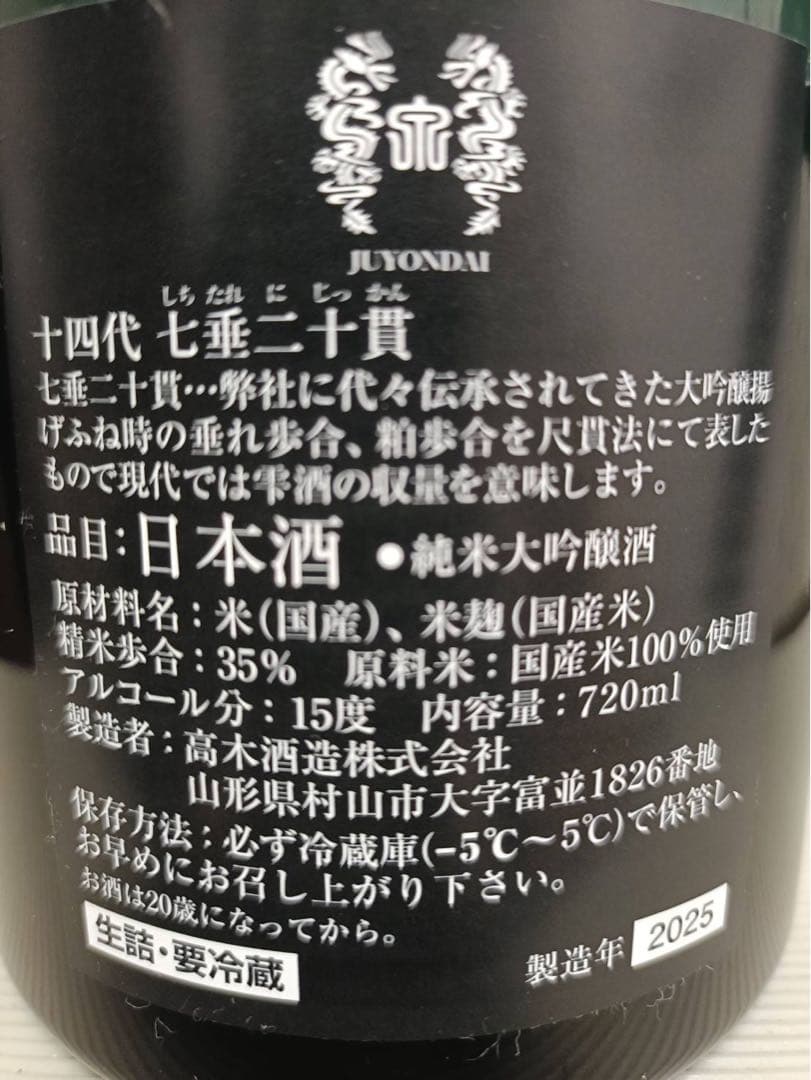 JUYONDAI
しちたれにじっかん
十四代 七垂二十貫
七垂二十貫…弊社に代々伝承されてきた大吟醸揚
げふね時の垂れ歩合、粕歩合を尺貫法にて表した
もので現代では雫酒の収量を意味します。
品目：日本酒 ●純米大吟醸酒
原材料名：米(国産)、米麹(国産米)
精米歩合：35% 原料米：国産米100%使用
アルコール分：15度 内容量：720ml
製造者：高木酒造株式会社
山形県村山市大字富並1826番地
保存方法：必ず冷蔵庫(-5℃〜5℃)で保管し、
お早めにお召し上がり下さい。
お酒は20歳になってから。
生詰・要冷蔵
製造年 2025